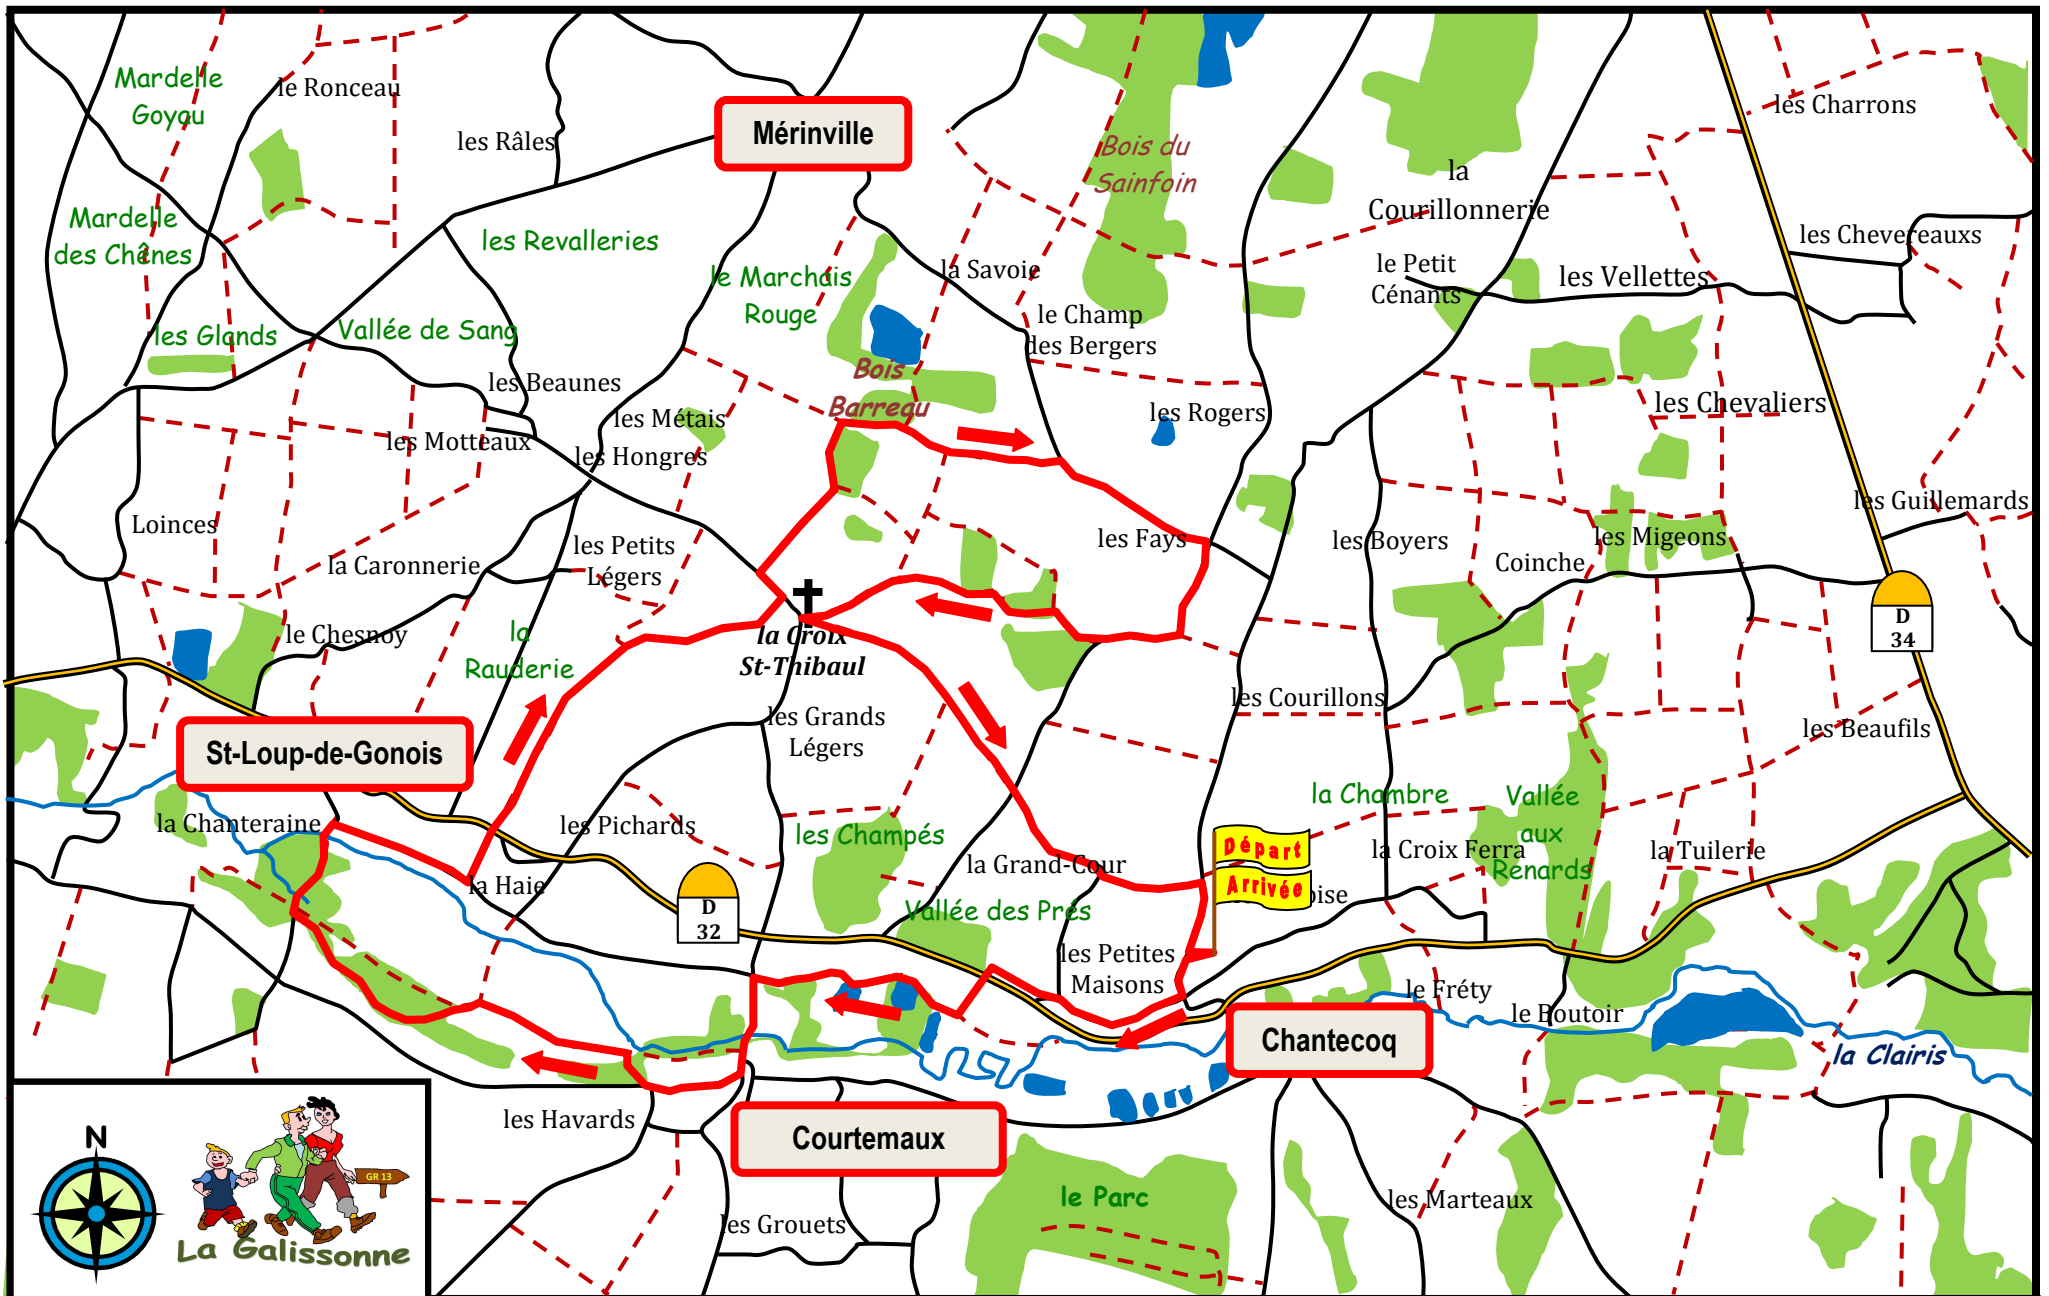 Mardelle
Goyau
le Ronceau
les Râles
Mérinville
Bois du
Sainfoin
les Charrons
la
Courillonnerie
Mardelle
des Chênes
les Revalleries
le Marchais
Rouge
la Savoie
le Petit
Cénants
les Vellettes
les Chevereauxs
les Glands
Vallée de Sang
le Champ
des Bergers
Bois
Barreau
les Beaunes
les Métais
les Rogers
les Chevaliers
les Motteaux
les Hongres
Loinces
la Caronnerie
les Petits
Légers
les Fays
les Boyers
Coinche
les Migeons
les Guillemards
D
34
le Chesnoy
la
Rauderie
la Croix
St-Thibaul
les Grands
Légers
les Courillons
les Beaufils
St-Loup-de-Gonois
la Chanteraine
les Pichards
les Champés
la Chambre
Vallée
aux
Renards
la Grand-Cour
Départ
Arrivée
la Croix Ferra
la Tuilerie
la Haie
D
32
Vallée des Prés
oise
les Petites
Maisons
le Fréty
le Boutoir
Chantecoq
la Clairis
les Havards
Courtemaux
les Grouets
le Parc
les Marteaux
N
GR 13
La Galissonne